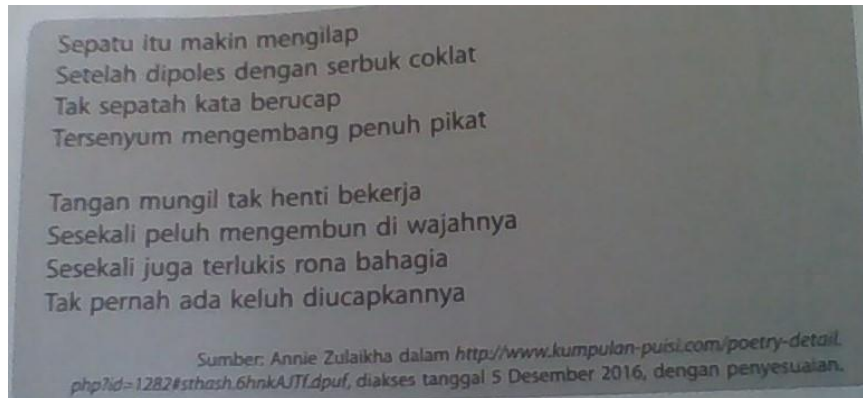 Sepatu itu makin mengilap
Setelah dipoles dengan serbuk coklat
Tak sepatah kata berucap
Tersenyum mengembang penuh pikat
Tangan mungil tak henti bekerja
Sesekali peluh mengembun di wajahnya
Sesekali juga terlukis rona bahagia
Tak pernah ada keluh diucapkannya
Sumber: Annie Zulaikha dalam http://www.kumpulan-puisi.com/poetry-detail.
php?id=1282#sthash.6hnkAJTf.dpuf, diakses tanggal 5 Desember 2016, dengan penyesuaian.